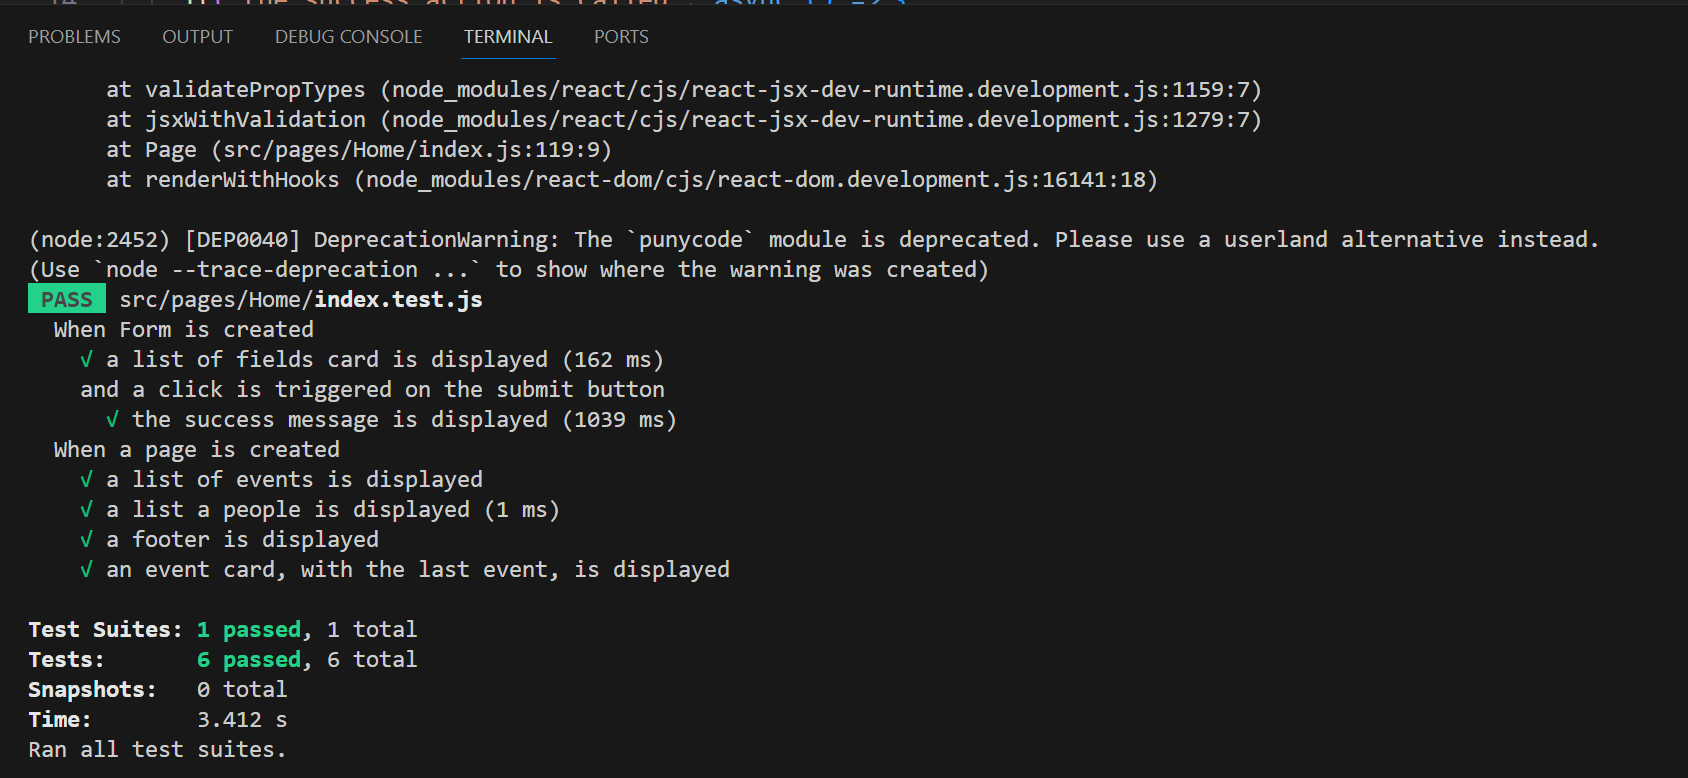 PROBLEMS OUTPUT DEBUG CONSOLE TERMINAL PORTS
at validatePropTypes (node_modules/react/cjs/react-jsx-dev-runtime.development.js:1159:7)
at jsxWithValidation (node_modules/react/cjs/react-jsx-dev-runtime.development.js:1279:7)
at Page (src/pages/Home/index.js:119:9)
at renderWithHooks (node_modules/react-dom/cjs/react-dom.development.js:16141:18)
(node:2452) [DEP0040] DeprecationWarning: The `punycode` module is deprecated. Please use a userland alternative instead.
(Use `node --trace-deprecation ...` to show where the warning was created)
PASS src/pages/Home/index.test.js
When Form is created
√ a list of fields card is displayed (162 ms)
and a click is triggered on the submit button
√ the success message is displayed (1039 ms)
When a page is created
√ a list of events is displayed
√ a list a people is displayed (1 ms)
√ a footer is displayed
√ an event card, with the last event, is displayed
Test Suites: 1 passed, 1 total
Tests: 6 passed, 6 total
Snapshots: 0 total
Time: 3.412 s
Ran all test suites.